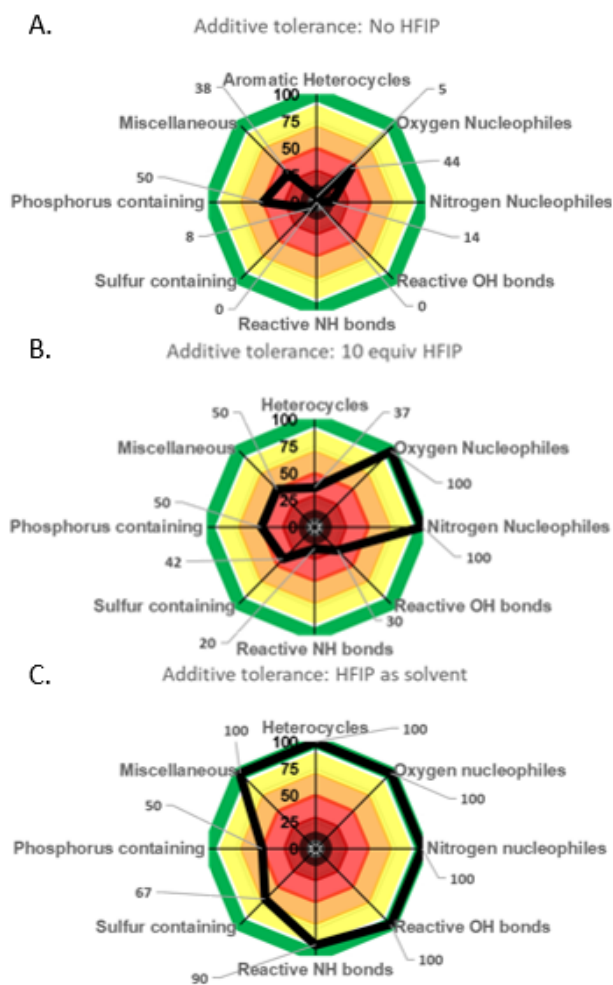 A.
Additive tolerance: No HFIP
38
Aromatic Heterocycles
5
100
Miscellaneous
Oxygen Nucleophiles
75
50
44
50
25
Phosphorus containing
0
Nitrogen Nucleophiles
8
14
Sulfur containing
Reactive OH bonds
0
0
Reactive NH bonds
B.
Additive tolerance: 10 equiv HFIP
50
Heterocycles
37
100
Miscellaneous
75
Oxygen Nucleophiles
50
50
100
25
Phosphorus containing
0
Nitrogen Nucleophiles
42
100
Sulfur containing
Reactive OH bonds
20
30
Reactive NH bonds
C.
Additive tolerance: HFIP as solvent
100
Heterocycles
100
100
Miscellaneous
75
Oxygen nucleophiles
50
50
100
25
Phosphorus containing
0
Nitrogen nucleophiles
67
100
Sulfur containing
Reactive OH bonds
90
Reactive NH bonds
100